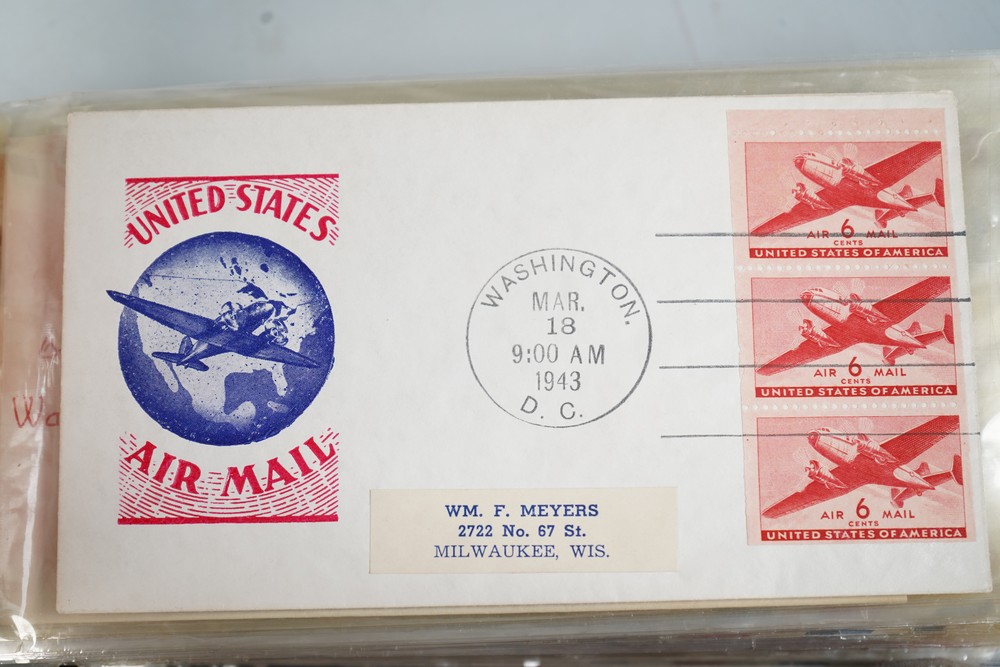 UNITED STATES
AIR MAIL
WASHINGTON.
MAR.
18
9:00 AM
1943
D. C.
AIR 6 MAIL
CENTS
UNITED STATES OF AMERICA
AIR 6 MAIL
CENTS
UNITED STATES OF AMERICA
AIR 6 MAIL
CENTS
UNITED STATES OF AMERICA
WM. F. MEYERS
2722 No. 67 St.
MILWAUKEE, WIS.